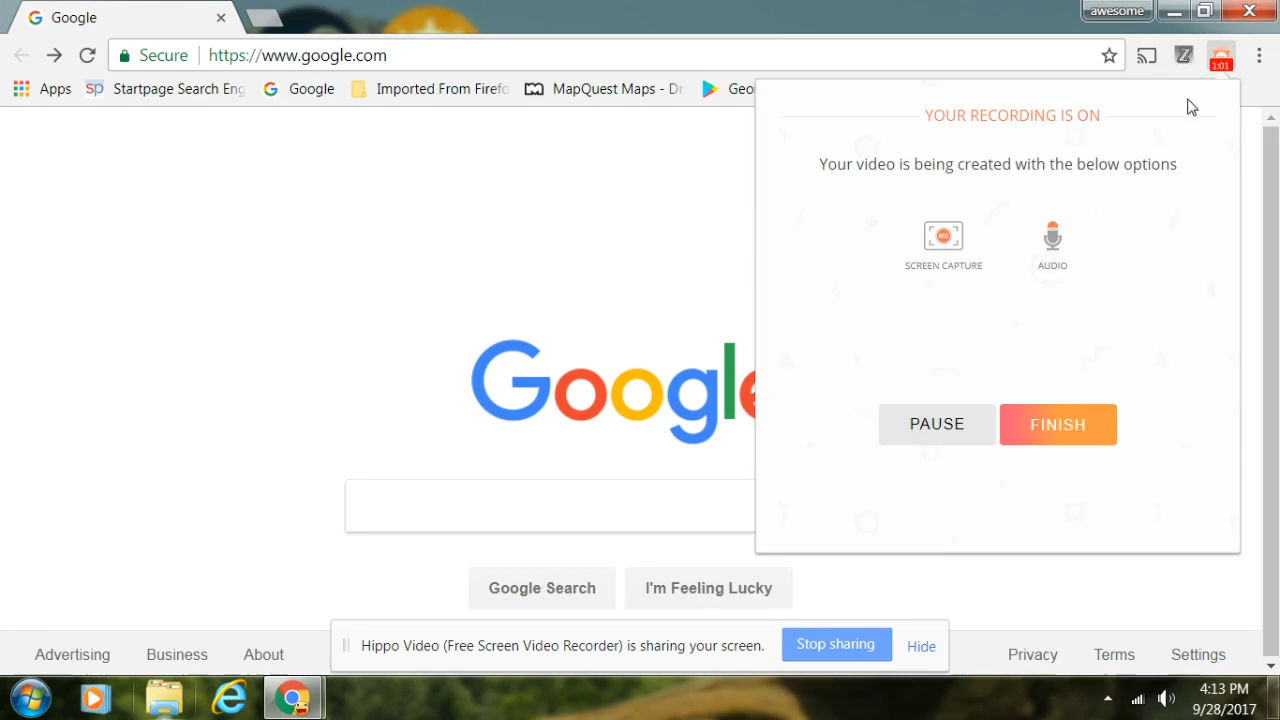 Google
awesome
Secure
https://www.google.com
1:01
Apps
sp Startpage Search Eng
Google
Imported From Firefo
MapQuest Maps - Dr
Geo
YOUR RECORDING IS ON
Your video is being created with the below options
REC
SCREEN CAPTURE
AUDIO
Google
PAUSE
FINISH
Google Search
I'm Feeling Lucky
Hippo Video (Free Screen Video Recorder) is sharing your screen.
Stop sharing
Hide
Advertising
Business
About
Privacy
Terms
Settings
4:13 PM
9/28/2017